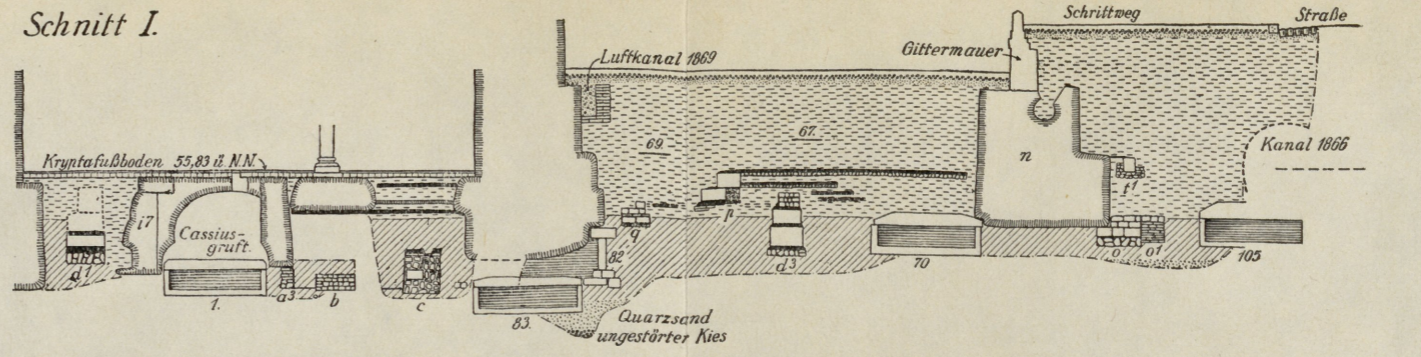 Schnitt I.
Schrittweg
Straße
Gittermauer
Luftkanal 1869
69.
67.
n
Kanal 1866
Kryptafußboden 55,83 ü. N.N.
i7
Cassius-
gruft.
t1
p
q
d1
82
d3
70
o
o1
105
1.
a3
b
c
83.
Quarzsand
ungestörter Kies